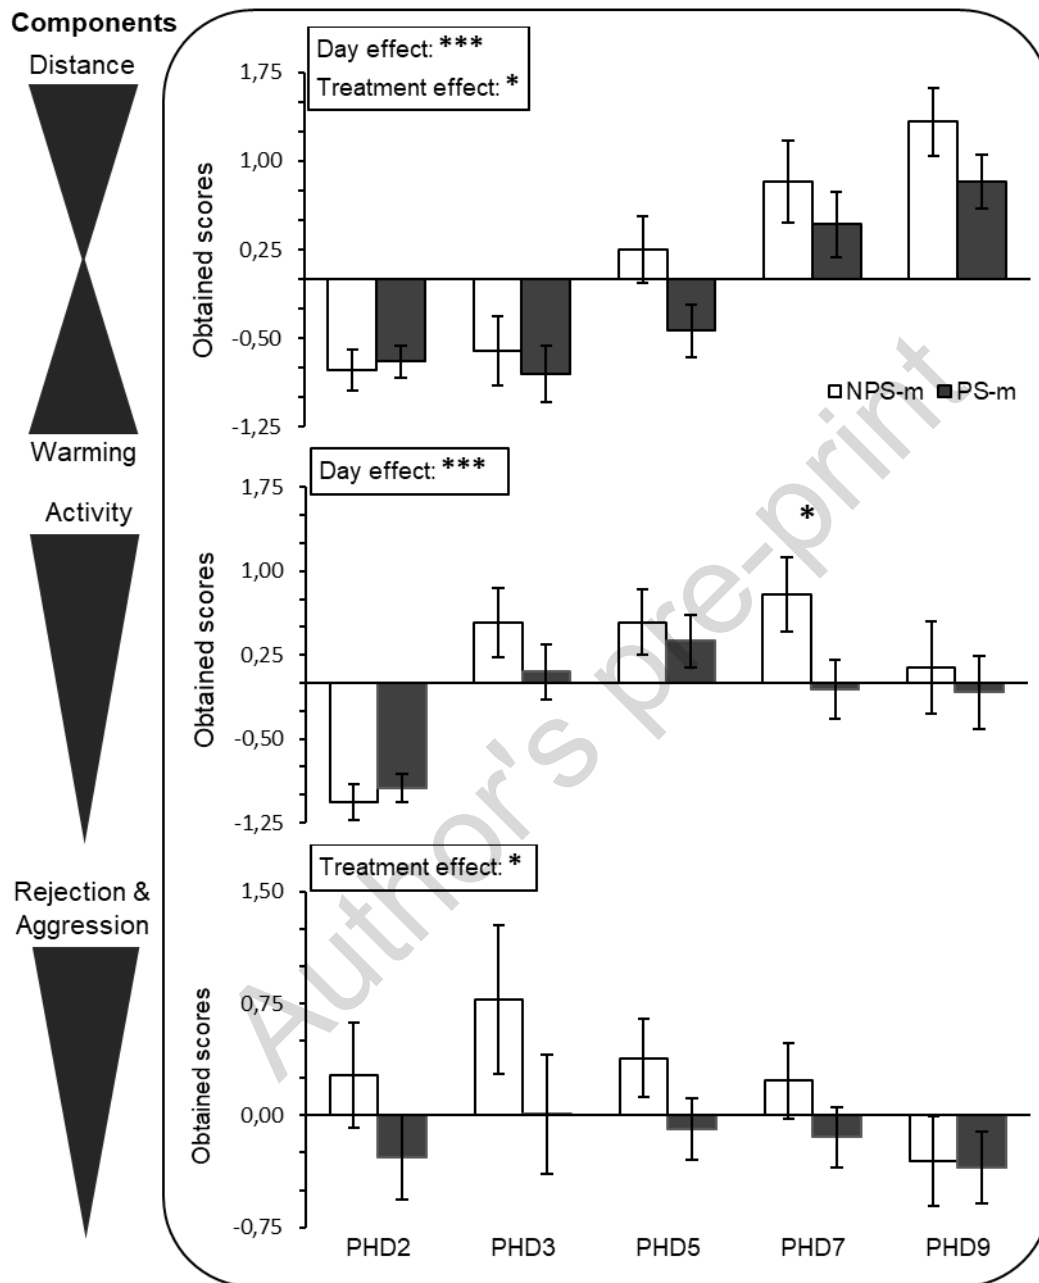 Components
Distance
Warming
Day effect: ***
Treatment effect: *
Obtained scores
1,75
1,00
0,25
-0,50
-1,25
NPS-m PS-m
Activity
Day effect: ***
*
Obtained scores
1,75
1,00
0,25
-0,50
-1,25
Rejection &
Aggression
Treatment effect: *
Obtained scores
1,50
0,75
0,00
-0,75
PHD2 PHD3 PHD5 PHD7 PHD9
Author's pre-print